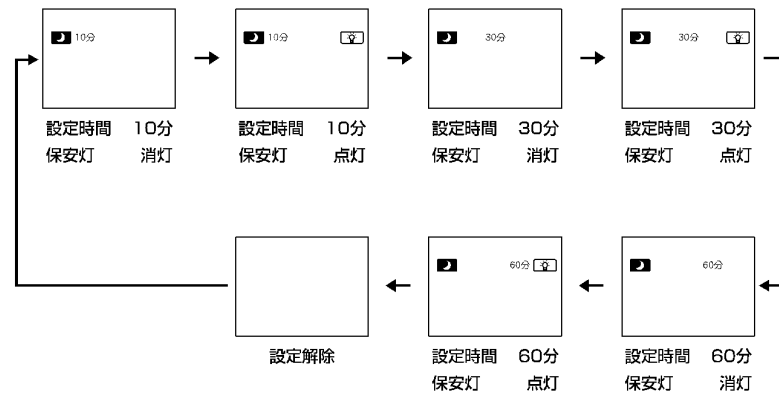 10分
10分
30分
30分
設定時間 10分
保安灯 消灯
設定時間 10分
保安灯 点灯
設定時間 30分
保安灯 消灯
設定時間 30分
保安灯 点灯
60分
60分
設定解除
設定時間 60分
保安灯 点灯
設定時間 60分
保安灯 消灯